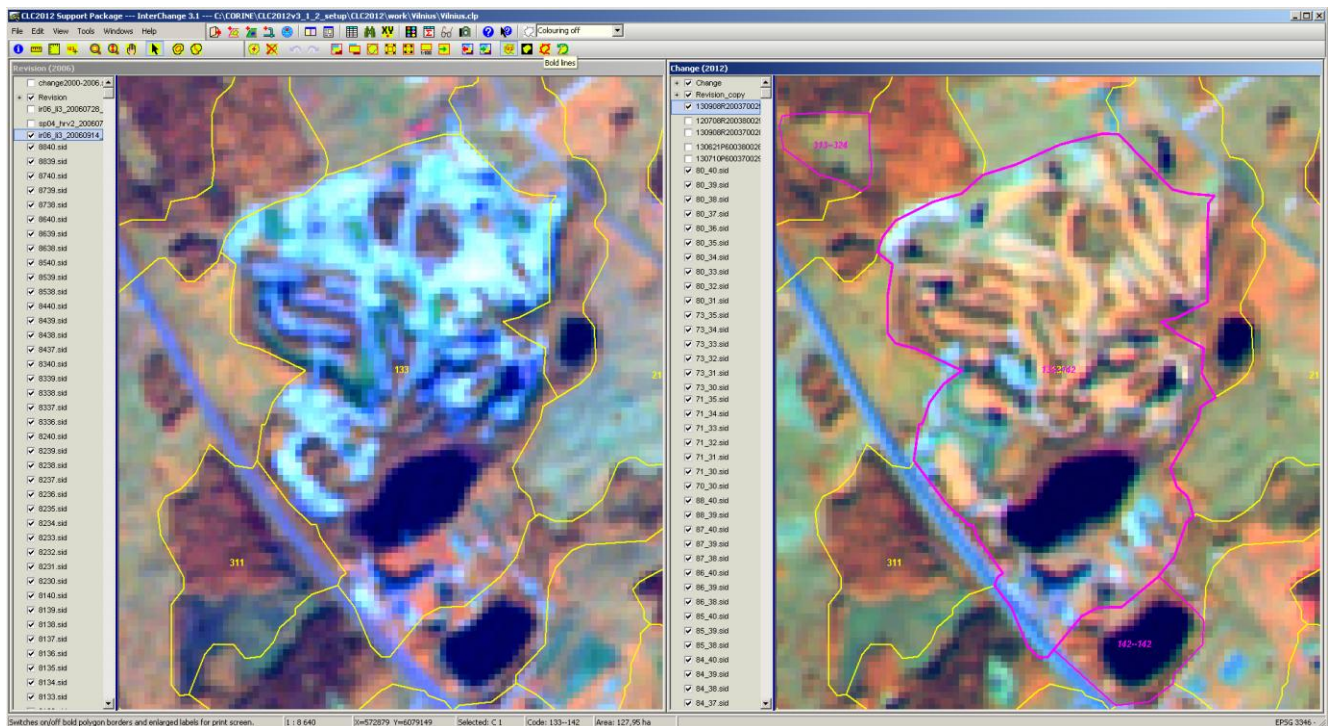 CLC2012 Support Package --- InterChange 3.1 --- C:\CORINE\CLC2012v3_1_2_setup\CLC2012\work\Vilnius\Vilnius.clp
File Edit View Tools Windows Help
Colouring off
Bold lines
Revision (2006)
change2000-2006.
Revision
ir06_li3_20060728_
sp04_hrv2_200607
ir06_li3_20060914_
8840.sid
8839.sid
8740.sid
8739.sid
8738.sid
8640.sid
8639.sid
8638.sid
8540.sid
8539.sid
8538.sid
8440.sid
8439.sid
8438.sid
8437.sid
8340.sid
8339.sid
8338.sid
8337.sid
8336.sid
8240.sid
8239.sid
8238.sid
8237.sid
8236.sid
8235.sid
8234.sid
8233.sid
8232.sid
8231.sid
8230.sid
8140.sid
8139.sid
8138.sid
8137.sid
8136.sid
8135.sid
8134.sid
8133.sid
133
21
311
Change (2012)
Change
Revision_copy
130908R20037002
120708R20038002
130908R20037002
130621P60038002
130710P60037002
80_40.sid
80_39.sid
80_38.sid
80_37.sid
80_36.sid
80_35.sid
80_34.sid
80_33.sid
80_32.sid
80_31.sid
73_35.sid
73_34.sid
73_33.sid
73_32.sid
73_31.sid
73_30.sid
71_35.sid
71_34.sid
71_33.sid
71_32.sid
71_31.sid
71_30.sid
70_30.sid
88_40.sid
88_39.sid
87_40.sid
87_39.sid
87_38.sid
86_40.sid
86_39.sid
86_38.sid
85_40.sid
85_39.sid
85_38.sid
84_40.sid
84_39.sid
84_38.sid
84_37.sid
313--324
21
311
142--142
Switches on/off bold polygon borders and enlarged labels for print screen.
1 : 8 640
X=572879 Y=6079149
Selected: C 1
Code: 133--142
Area: 127,95 ha
EPSG 3346 -